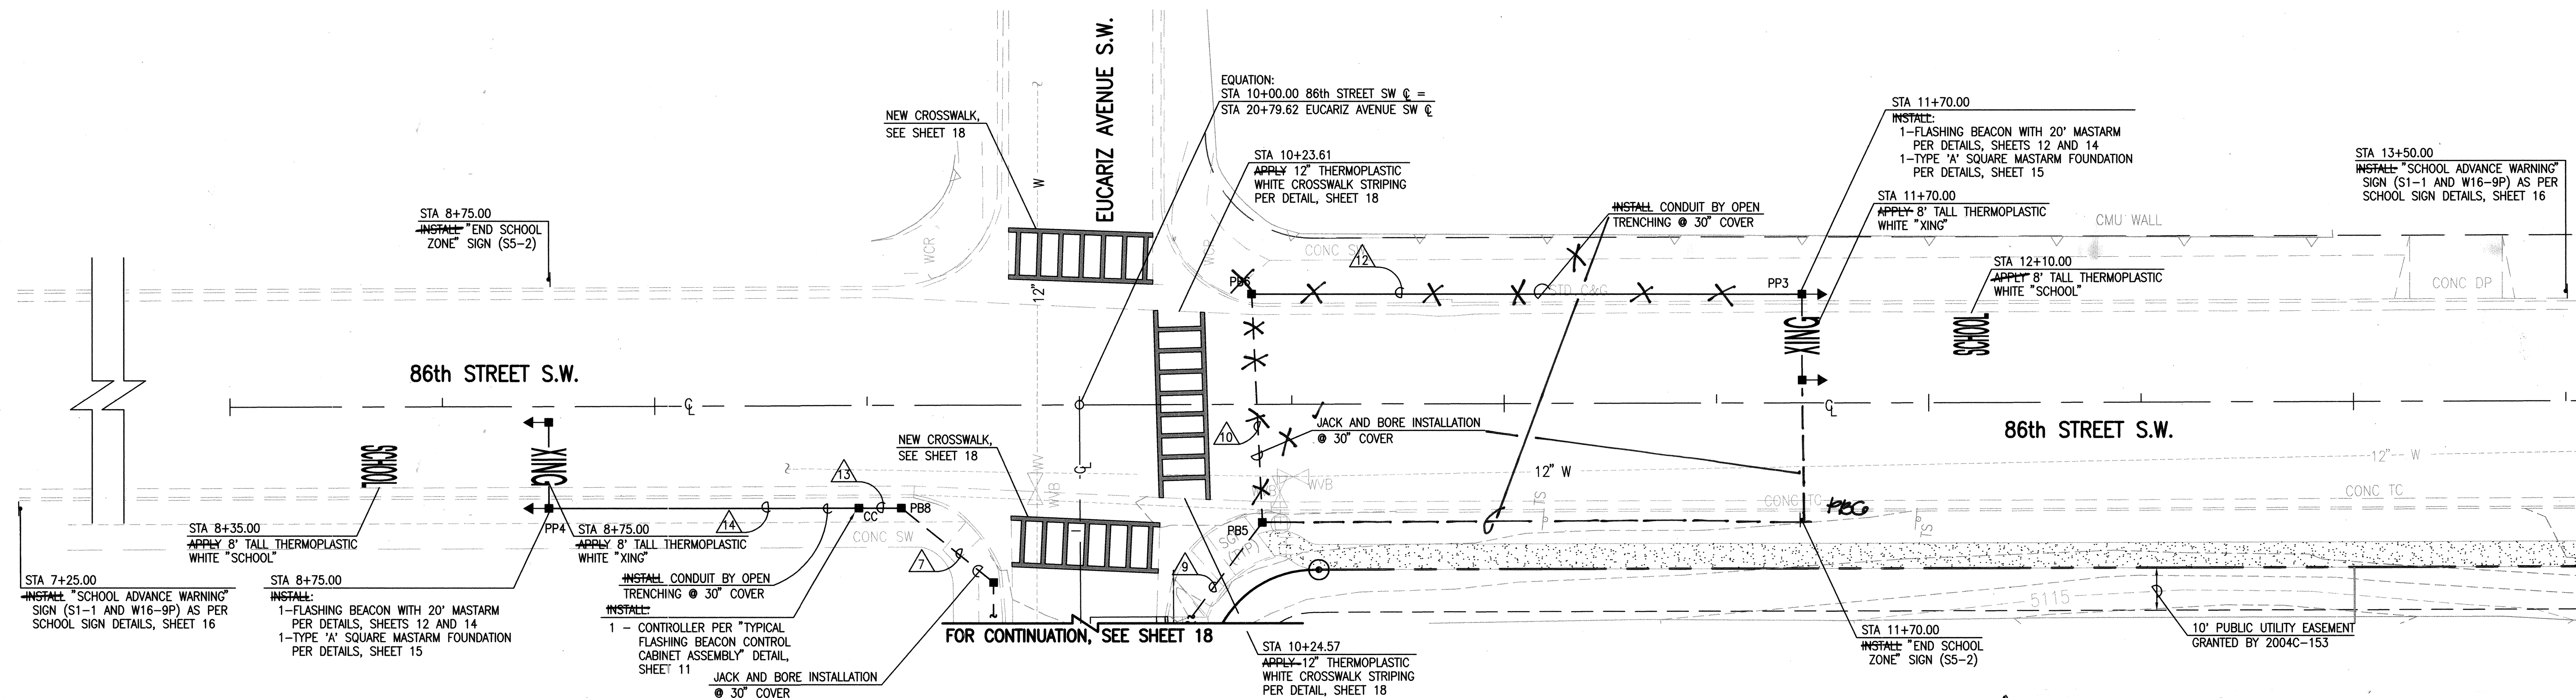 EUCARIZ AVENUE S.W.
EQUATION:
STA 10+00.00 86th STREET SW ℄ =
STA 20+79.62 EUCARIZ AVENUE SW ℄
NEW CROSSWALK,
SEE SHEET 18
STA 10+23.61
APPLY 12" THERMOPLASTIC
WHITE CROSSWALK STRIPING
PER DETAIL, SHEET 18
STA 11+70.00
INSTALL:
1-FLASHING BEACON WITH 20' MASTARM
PER DETAILS, SHEETS 12 AND 14
1-TYPE 'A' SQUARE MASTARM FOUNDATION
PER DETAILS, SHEET 15
STA 13+50.00
INSTALL "SCHOOL ADVANCE WARNING"
SIGN (S1-1 AND W16-9P) AS PER
SCHOOL SIGN DETAILS, SHEET 16
STA 8+75.00
INSTALL "END SCHOOL
ZONE" SIGN (S5-2)
INSTALL CONDUIT BY OPEN
TRENCHING @ 30" COVER
STA 11+70.00
APPLY 8' TALL THERMOPLASTIC
WHITE "XING"
STA 12+10.00
APPLY 8' TALL THERMOPLASTIC
WHITE "SCHOOL"
CMU WALL
CONC DP
CONC SW
WCR
WCR
W
12"
12
PB6
STD C&G
PP3
XING
SCHOOL
86th STREET S.W.
℄
℄
86th STREET S.W.
JACK AND BORE INSTALLATION
@ 30" COVER
10
NEW CROSSWALK,
SEE SHEET 18
SCHOOL
XING
13
14
CC
PB8
PP4
WV
WVB
℄
WVB
12" W
12" W
CONC TC
CONC TC
TS
TS
PB6
PB5
CONC SW
7
9
STA 8+35.00
APPLY 8' TALL THERMOPLASTIC
WHITE "SCHOOL"
STA 8+75.00
APPLY 8' TALL THERMOPLASTIC
WHITE "XING"
STA 7+25.00
INSTALL "SCHOOL ADVANCE WARNING"
SIGN (S1-1 AND W16-9P) AS PER
SCHOOL SIGN DETAILS, SHEET 16
STA 8+75.00
INSTALL:
1-FLASHING BEACON WITH 20' MASTARM
PER DETAILS, SHEETS 12 AND 14
1-TYPE 'A' SQUARE MASTARM FOUNDATION
PER DETAILS, SHEET 15
INSTALL CONDUIT BY OPEN
TRENCHING @ 30" COVER
INSTALL:
1 - CONTROLLER PER "TYPICAL
FLASHING BEACON CONTROL
CABINET ASSEMBLY" DETAIL,
SHEET 11
JACK AND BORE INSTALLATION
@ 30" COVER
FOR CONTINUATION, SEE SHEET 18
STA 10+24.57
APPLY 12" THERMOPLASTIC
WHITE CROSSWALK STRIPING
PER DETAIL, SHEET 18
STA 11+70.00
INSTALL "END SCHOOL
ZONE" SIGN (S5-2)
5115
10' PUBLIC UTILITY EASEMENT
GRANTED BY 2004C-153